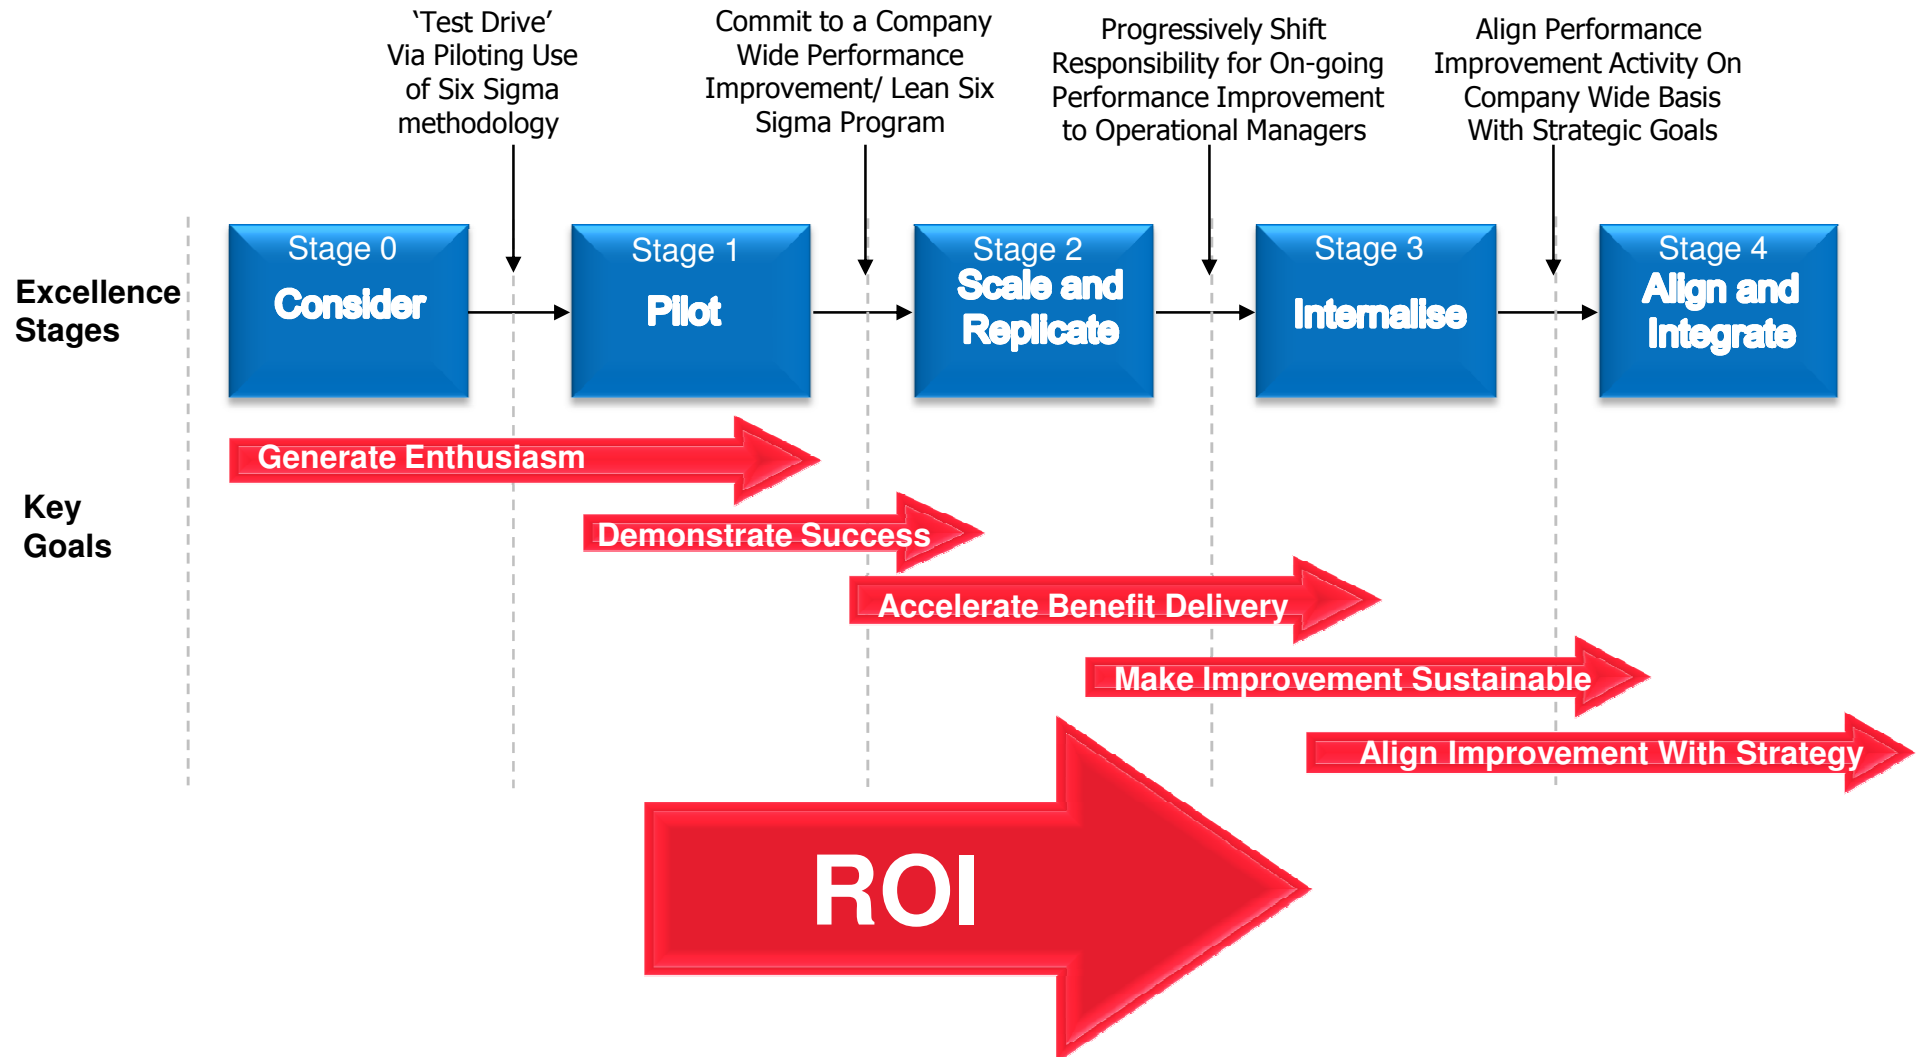 ‘Test Drive’
Via Piloting Use
of Six Sigma
methodology
Commit to a Company
Wide Performance
Improvement/ Lean Six
Sigma Program
Progressively Shift
Responsibility for On-going
Performance Improvement
to Operational Managers
Align Performance
Improvement Activity On
Company Wide Basis
With Strategic Goals
Excellence
Stages
Stage 0
Consider
Stage 1
Pilot
Stage 2
Scale and
Replicate
Stage 3
Internalise
Stage 4
Align and
Integrate
Key
Goals
Generate Enthusiasm
Demonstrate Success
Accelerate Benefit Delivery
Make Improvement Sustainable
Align Improvement With Strategy
ROI